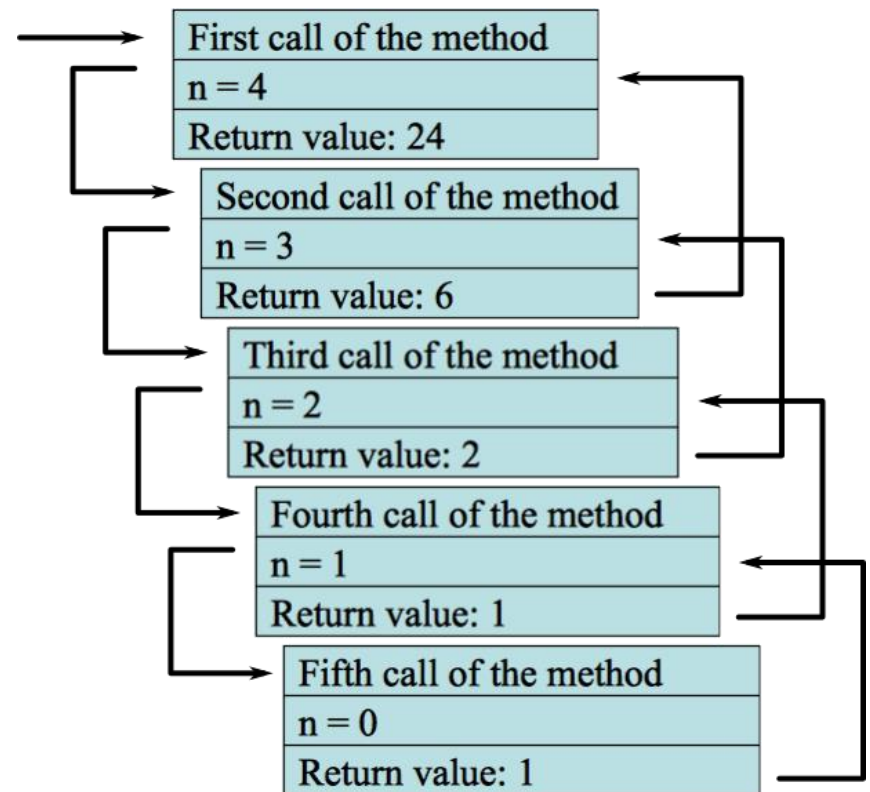 First call of the method
n = 4
Return value: 24
Second call of the method
n = 3
Return value: 6
Third call of the method
n = 2
Return value: 2
Fourth call of the method
n = 1
Return value: 1
Fifth call of the method
n = 0
Return value: 1